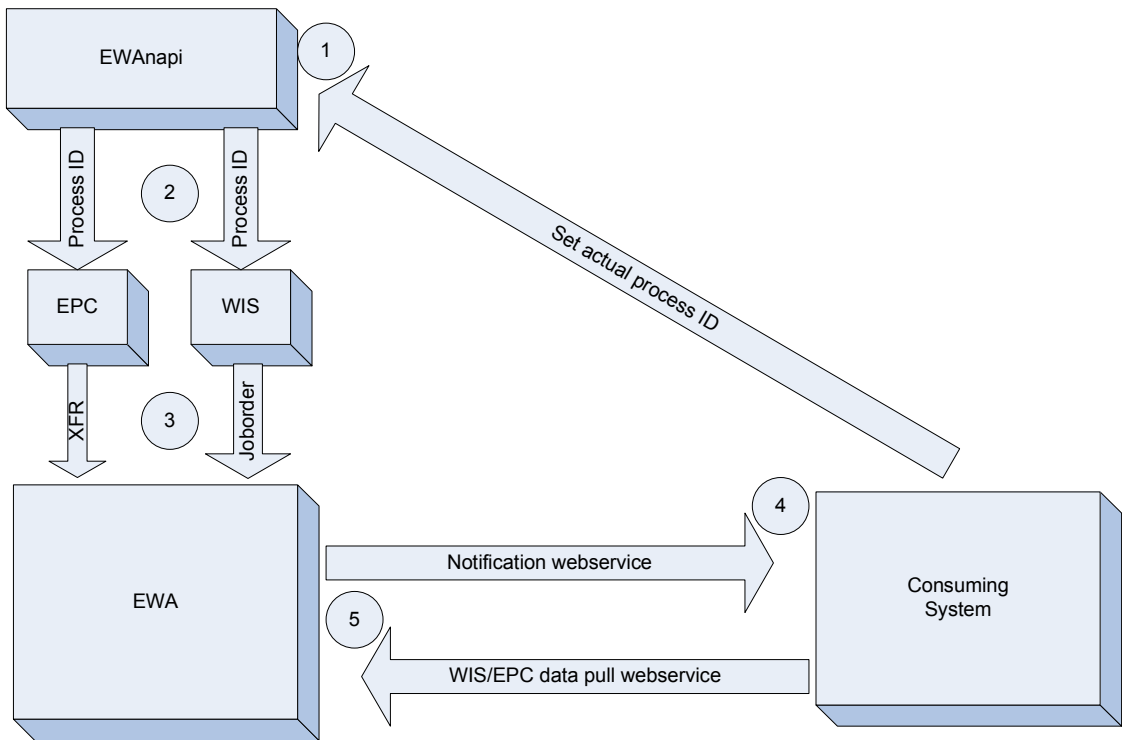 EWAnapi
1
Process ID
Process ID
2
Set actual process ID
EPC
WIS
XFR
Joborder
3
4
Notification webservice
EWA
Consuming
System
5
WIS/EPC data pull webservice